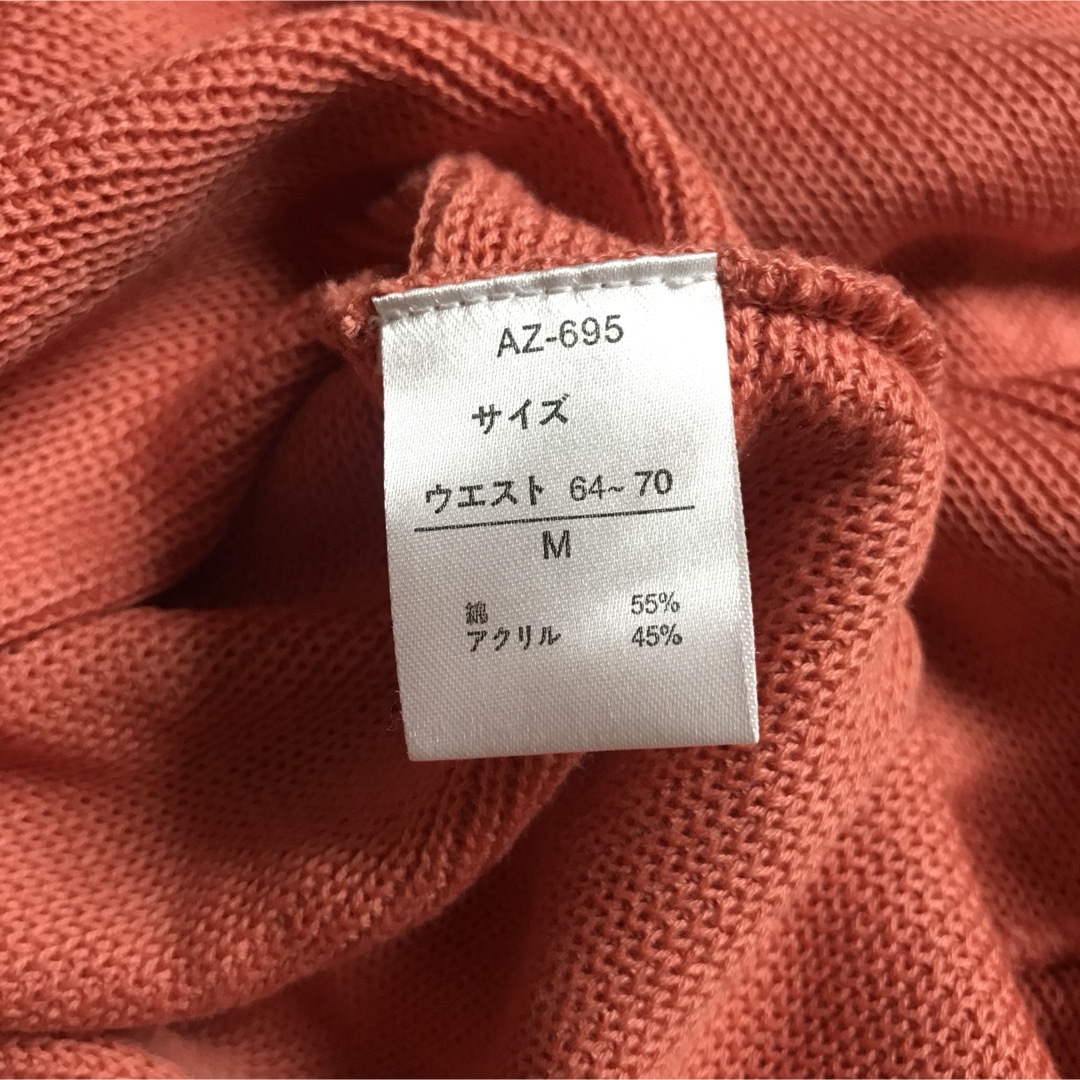 AZ-695
サイズ
ウエスト 64~70
M
綿 55%
アクリル 45%